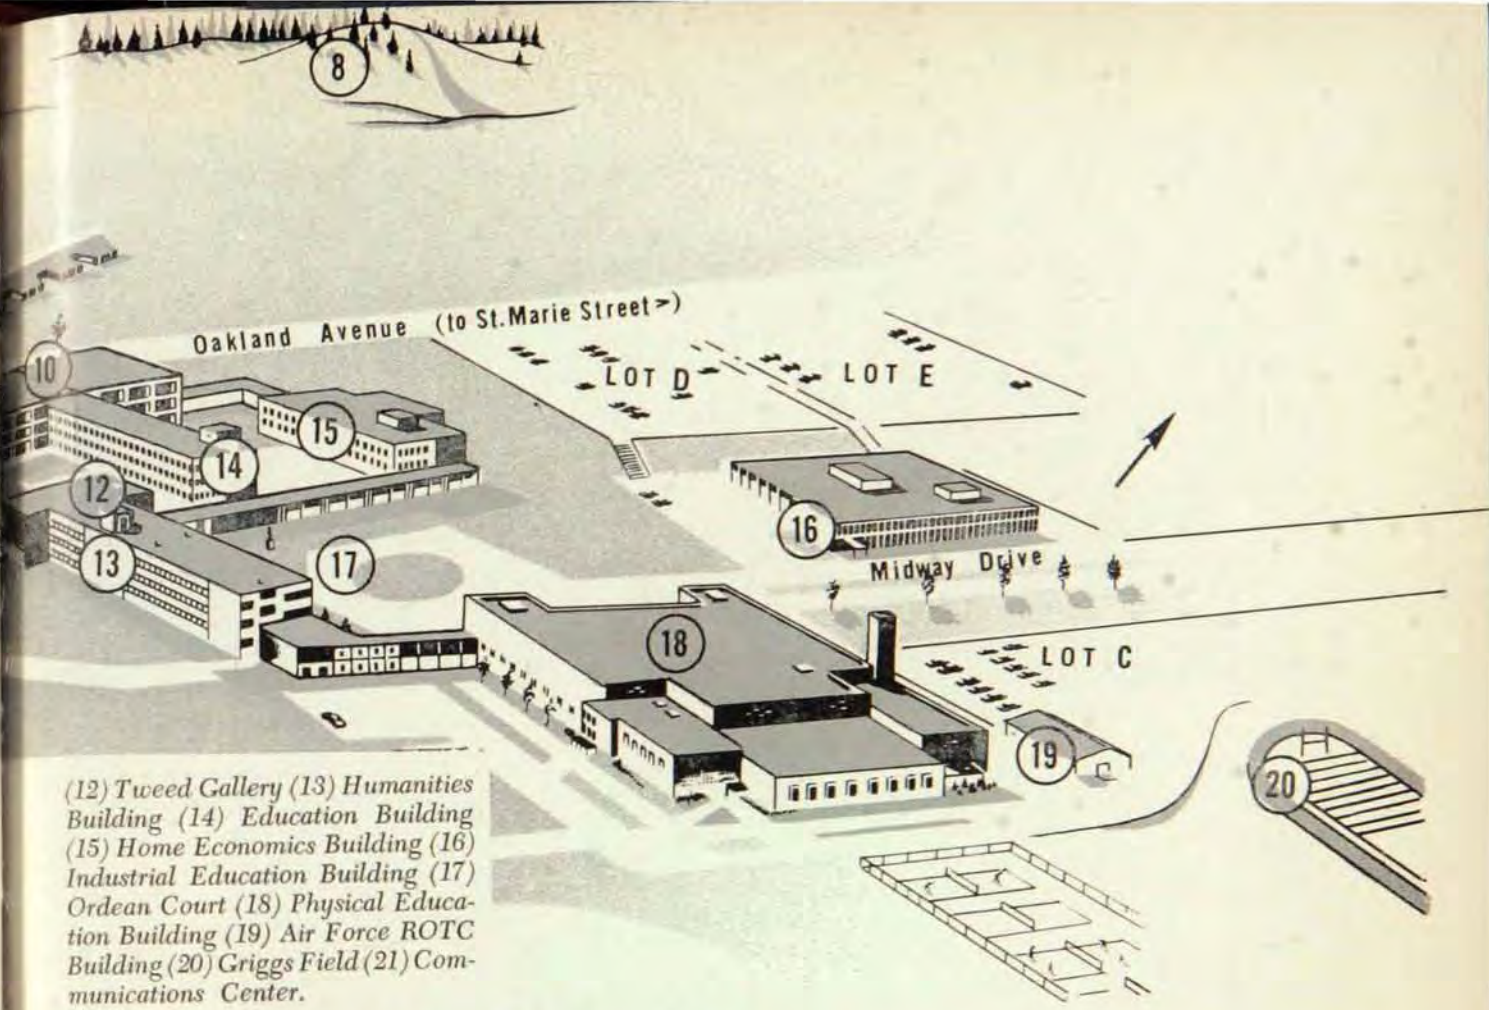 8
Oakland Avenue (to St.Marie Street>)
LOT D
LOT E
10
15
14
12
16
13
17
Midway Drive
18
LOT C
19
20
(12) Tweed Gallery (13) Humanities
Building (14) Education Building
(15) Home Economics Building (16)
Industrial Education Building (17)
Ordean Court (18) Physical Educa-
tion Building (19) Air Force ROTC
Building (20) Griggs Field (21) Com-
munications Center.